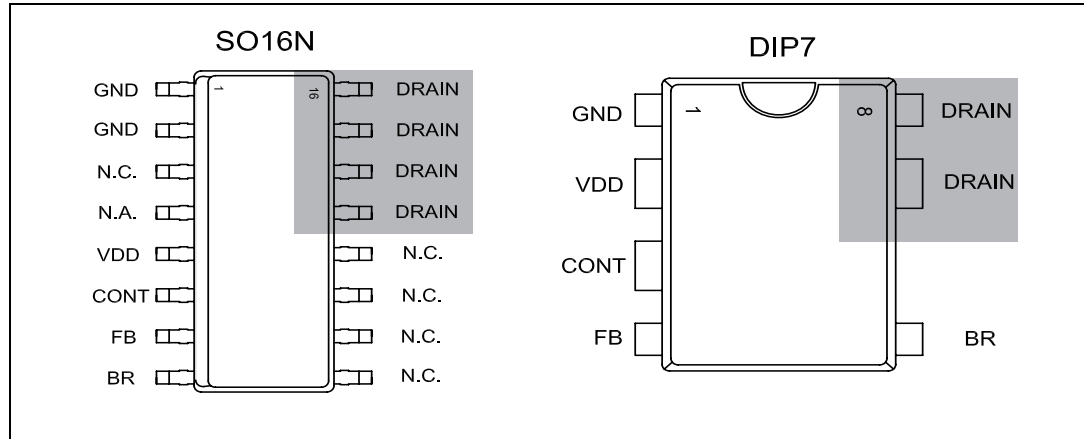 SO16N
GND 1 16 DRAIN
GND DRAIN
N.C. DRAIN
N.A. DRAIN
VDD N.C.
CONT N.C.
FB N.C.
BR N.C.
DIP7
GND 1 8 DRAIN
VDD DRAIN
CONT
FB BR